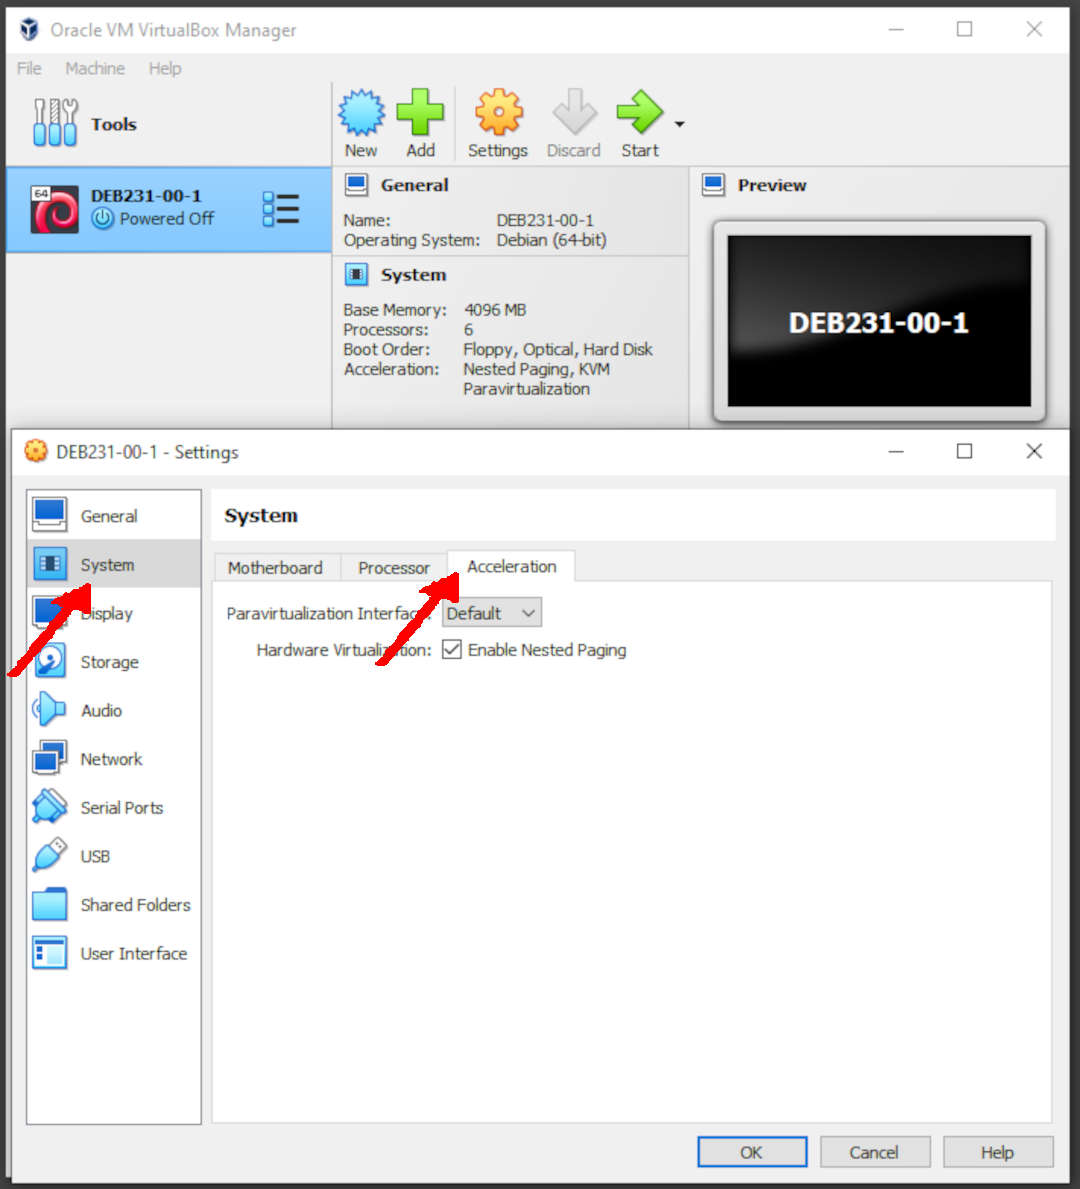 Oracle VM VirtualBox Manager
File Machine Help
Tools
New Add Settings Discard Start
64
DEB231-00-1
Powered Off
General
Name: DEB231-00-1
Operating System: Debian (64-bit)
System
Base Memory: 4096 MB
Processors: 6
Boot Order: Floppy, Optical, Hard Disk
Acceleration: Nested Paging, KVM
Paravirtualization
Preview
DEB231-00-1
DEB231-00-1 - Settings
General
System
Display
Storage
Audio
Network
Serial Ports
USB
Shared Folders
User Interface
System
Motherboard Processor Acceleration
Paravirtualization Interface: Default
Hardware Virtualization: Enable Nested Paging
OK Cancel Help